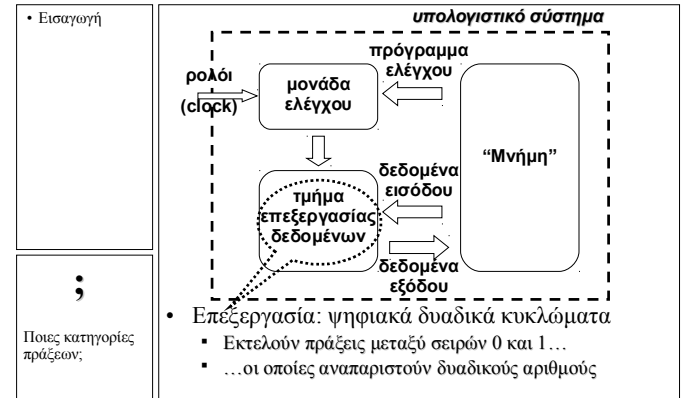 • Εισαγωγή
;
Ποιες κατηγορίες
πράξεων;
υπολογιστικό σύστημα
πρόγραμμα
ελέγχου
ρολόι
(clock)
μονάδα
ελέγχου
“Μνήμη”
δεδομένα
εισόδου
τμήμα
επεξεργασίας
δεδομένων
δεδομένα
εξόδου
• Επεξεργασία: ψηφιακά δυαδικά κυκλώματα
▪ Εκτελούν πράξεις μεταξύ σειρών 0 και 1…
▪ …οι οποίες αναπαριστούν δυαδικούς αριθμούς